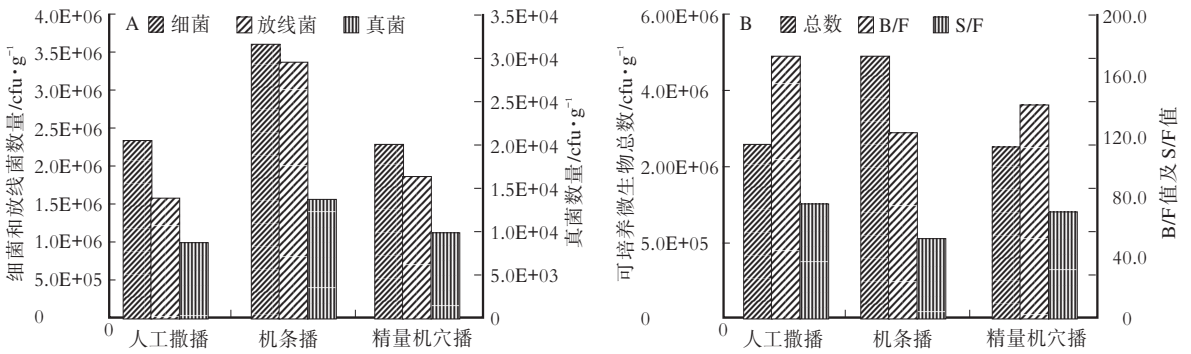 A 细菌 放线菌 真菌
细菌和放线菌数量/cfu·g⁻¹
4.0E+06
3.5E+06
4.0E+06
2.5E+06
2.0E+06
1.5E+06
1.0E+06
5.0E+05
0
0
人工撒播 机条播 精量机穴播
3.5E+04
3.0E+04
2.5E+04
2.0E+04
1.5E+04
1.0E+04
5.0E+03
0
真菌数量/cfu·g⁻¹
B 总数 B/F S/F
可培养微生物总数/cfu·g⁻¹
6.00E+06
4.0E+06
2.00E+06
5.0E+05
0
0
人工撒播 机条播 精量机穴播
200.0
160.0
120.0
80.0
40.0
0
B/F值及S/F值